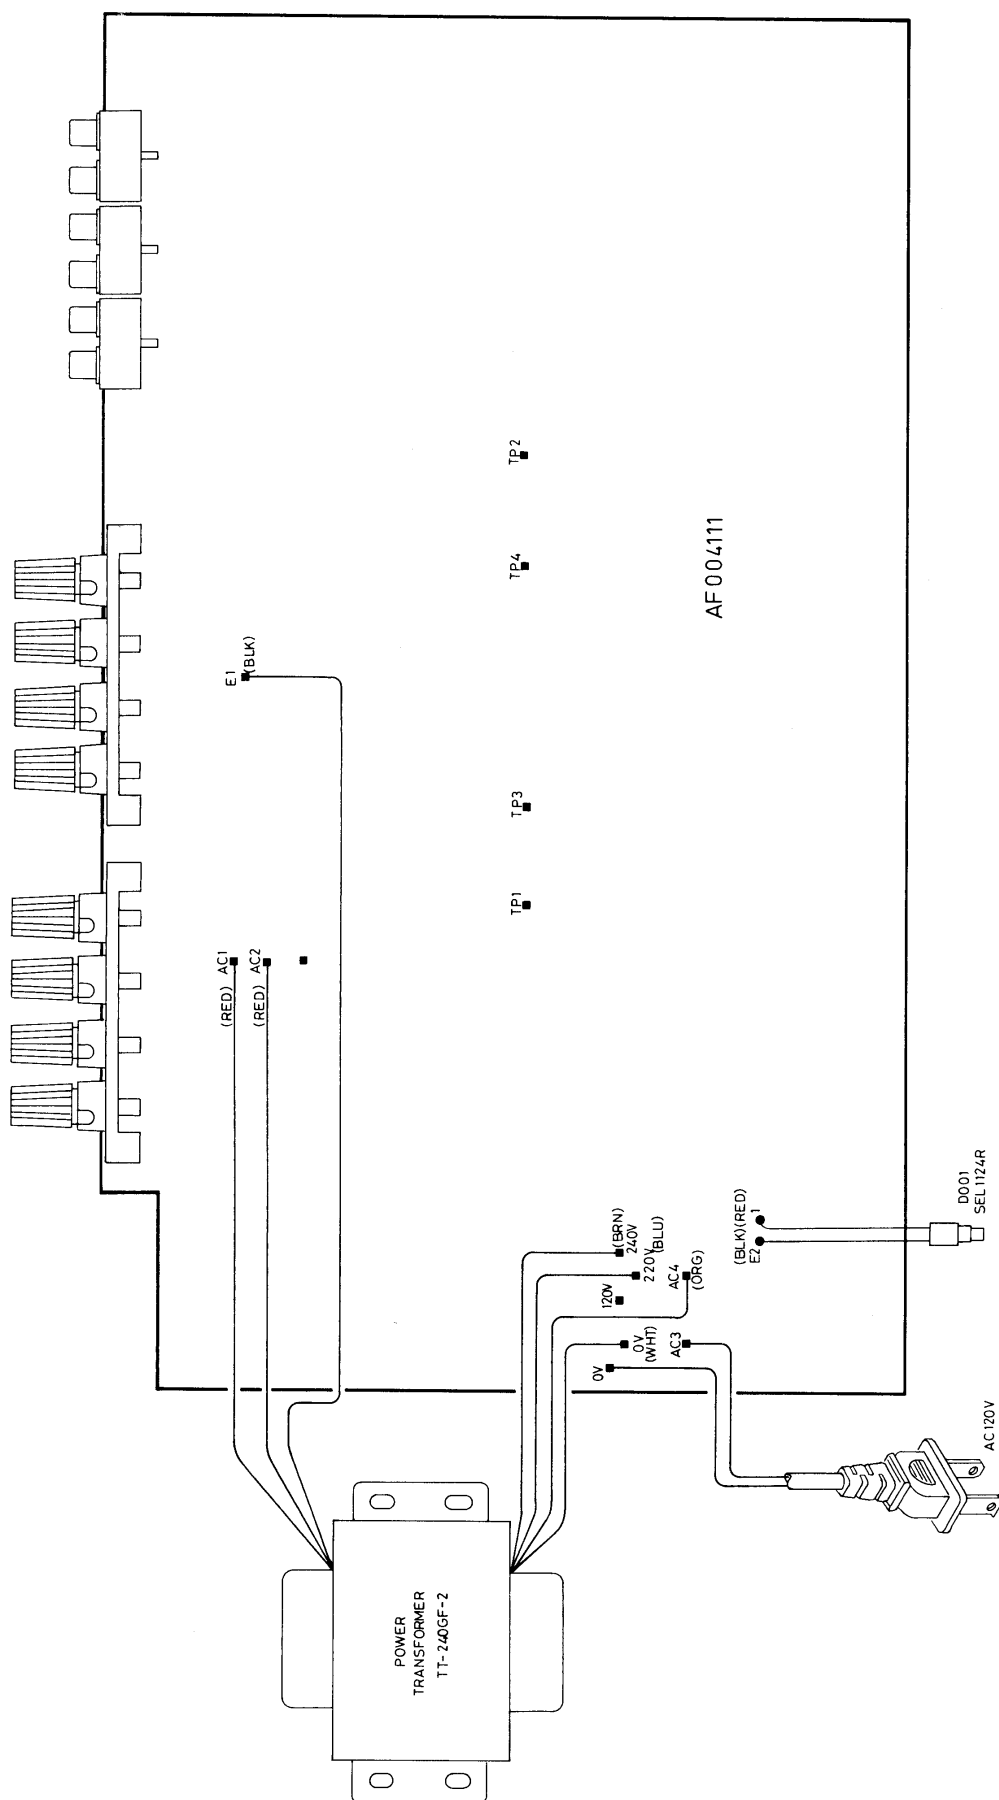 TP2
TP4
AF004111
E1
(BLK)
TP3
TP1
(RED) AC1
(RED) AC2
(BRN)
240V
220V
(BLU)
120V
AC4
(ORG)
0V
(WHT)
AC3
0V
(BLK)(RED)
E2
1
D001
SEL1124R
AC120V
POWER
TRANSFORMER
TT-240GF-2